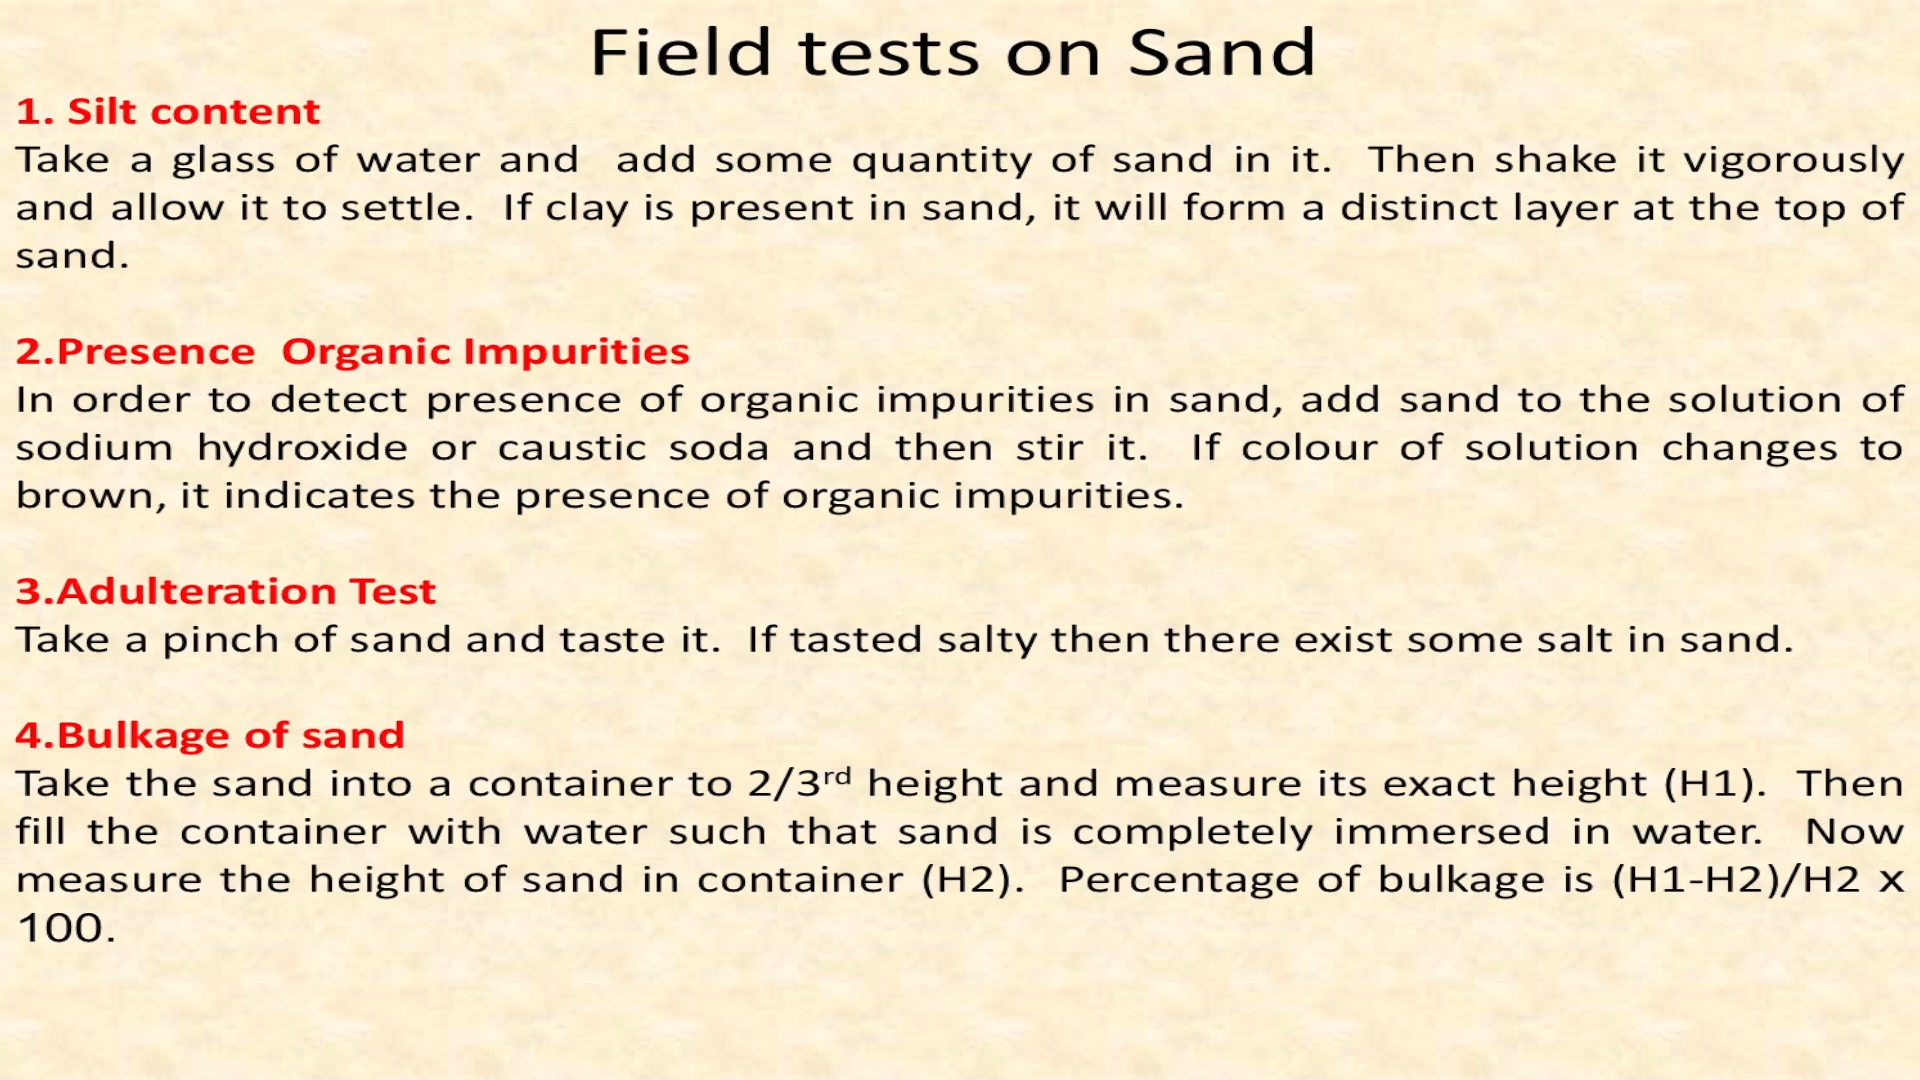 Field tests on Sand
1. Silt content
Take a glass of water and add some quantity of sand in it. Then shake it vigorously
and allow it to settle. If clay is present in sand, it will form a distinct layer at the top of
sand.
2.Presence Organic Impurities
In order to detect presence of organic impurities in sand, add sand to the solution of
sodium hydroxide or caustic soda and then stir it. If colour of solution changes to
brown, it indicates the presence of organic impurities.
3.Adulteration Test
Take a pinch of sand and taste it. If tasted salty then there exist some salt in sand.
4.Bulkage of sand
Take the sand into a container to 2/3rd height and measure its exact height (H1). Then
fill the container with water such that sand is completely immersed in water. Now
measure the height of sand in container (H2). Percentage of bulkage is (H1-H2)/H2 x
100.